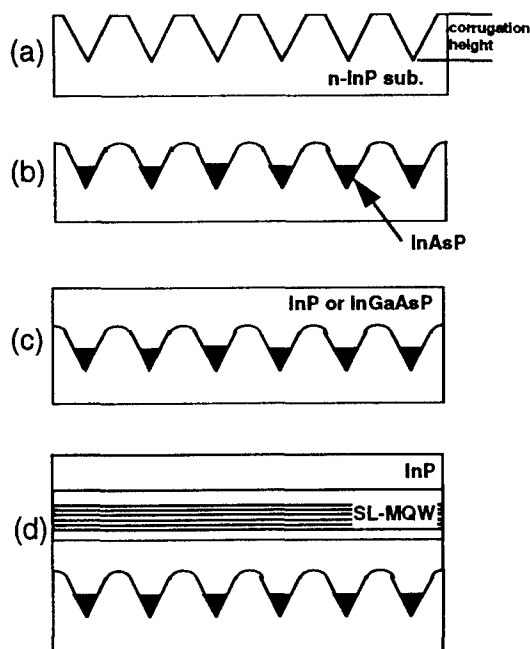 (a)
corrugation
height
n-InP sub.
(b)
InAsP
(c)
InP or InGaAsP
(d)
InP
SL-MQW